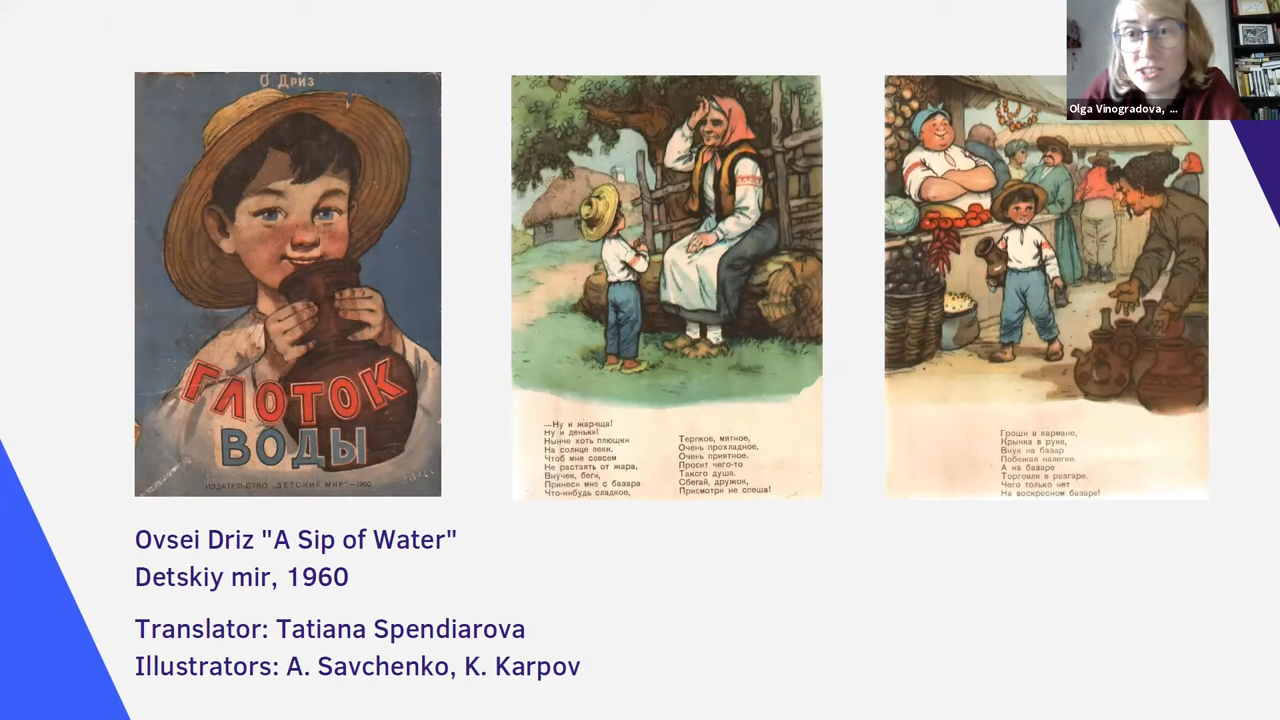 О Дриз
ГЛОТОК
ВОДЫ
ИЗДАТЕЛЬСТВО „ДЕТСКИЙ МИР“—1960
—Ну и жарища!
Ну и деньки!
Нынче хоть плюшки
На солнце пеки.
Чтоб мне совсем
Не растаять от жара,
Внучек, беги,
Принеси мне с базара
Что-нибудь сладкое,
Терпкое, мятное,
Очень прохладное,
Очень приятное.
Просит чего-то
Такого душа.
Сбегай, дружок,
Присмотри не спеша!
Гроши в кармане,
Крынка в руке,
Внук на базар
Побежал налегке.
А на базаре
Торговля в разгаре.
Чего только нет
На воскресном базаре!
Olga Vinogradova, ...
Ovsei Driz "A Sip of Water"
Detskiy mir, 1960
Translator: Tatiana Spendiarova
Illustrators: A. Savchenko, K. Karpov